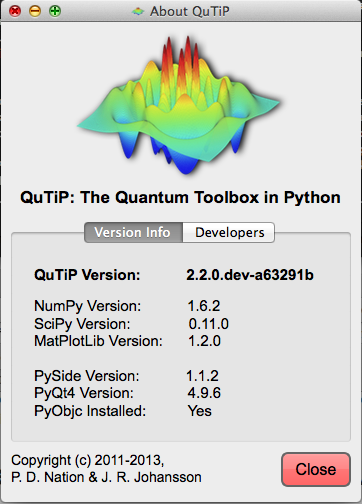 About QuTiP
QuTiP: The Quantum Toolbox in Python
Version Info Developers
QuTiP Version: 2.2.0.dev-a63291b
NumPy Version: 1.6.2
SciPy Version: 0.11.0
MatPlotLib Version: 1.2.0
PySide Version: 1.1.2
PyQt4 Version: 4.9.6
PyObjc Installed: Yes
Copyright (c) 2011-2013,
P. D. Nation & J. R. Johansson
Close